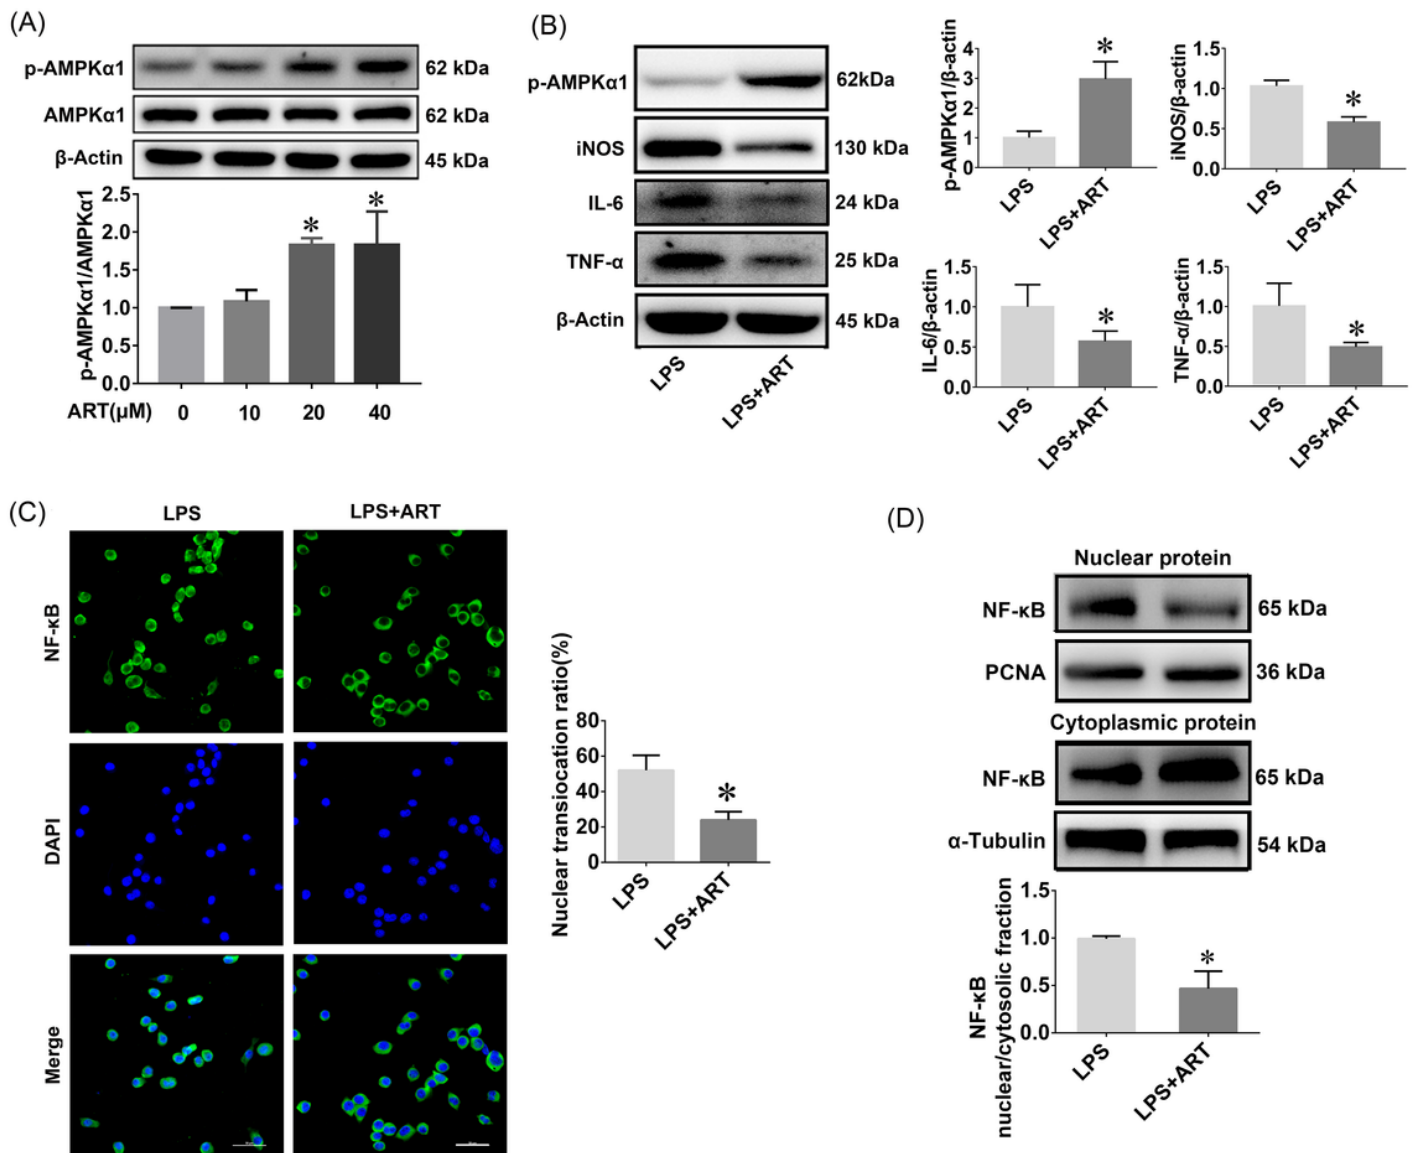 (A)
p-AMPKα1 62 kDa
AMPKα1 62 kDa
β-Actin 45 kDa
p-AMPKα1/AMPKα1
2.5
2.0
1.5
1.0
0.5
0.0
* *
ART(μM) 0 10 20 40
(B)
p-AMPKα1 62kDa
iNOS 130 kDa
IL-6 24 kDa
TNF-α 25 kDa
β-Actin 45 kDa
LPS LPS+ART
p-AMPKα1/β-actin
4
3
2
1
0
*
LPS LPS+ART
iNOS/β-actin
1.5
1.0
0.5
0.0
*
LPS LPS+ART
IL-6/β-actin
1.5
1.0
0.5
0.0
*
LPS LPS+ART
TNF-α/β-actin
1.5
1.0
0.5
0.0
*
LPS LPS+ART
(C)
LPS LPS+ART
NF-κB
DAPI
Merge
Nuclear transiocation ratio(%)
80
60
40
20
0
*
LPS LPS+ART
(D)
Nuclear protein
NF-κB 65 kDa
PCNA 36 kDa
Cytoplasmic protein
NF-κB 65 kDa
α-Tubulin 54 kDa
NF-κB
nuclear/cytosolic fraction
1.5
1.0
0.5
0.0
*
LPS LPS+ART